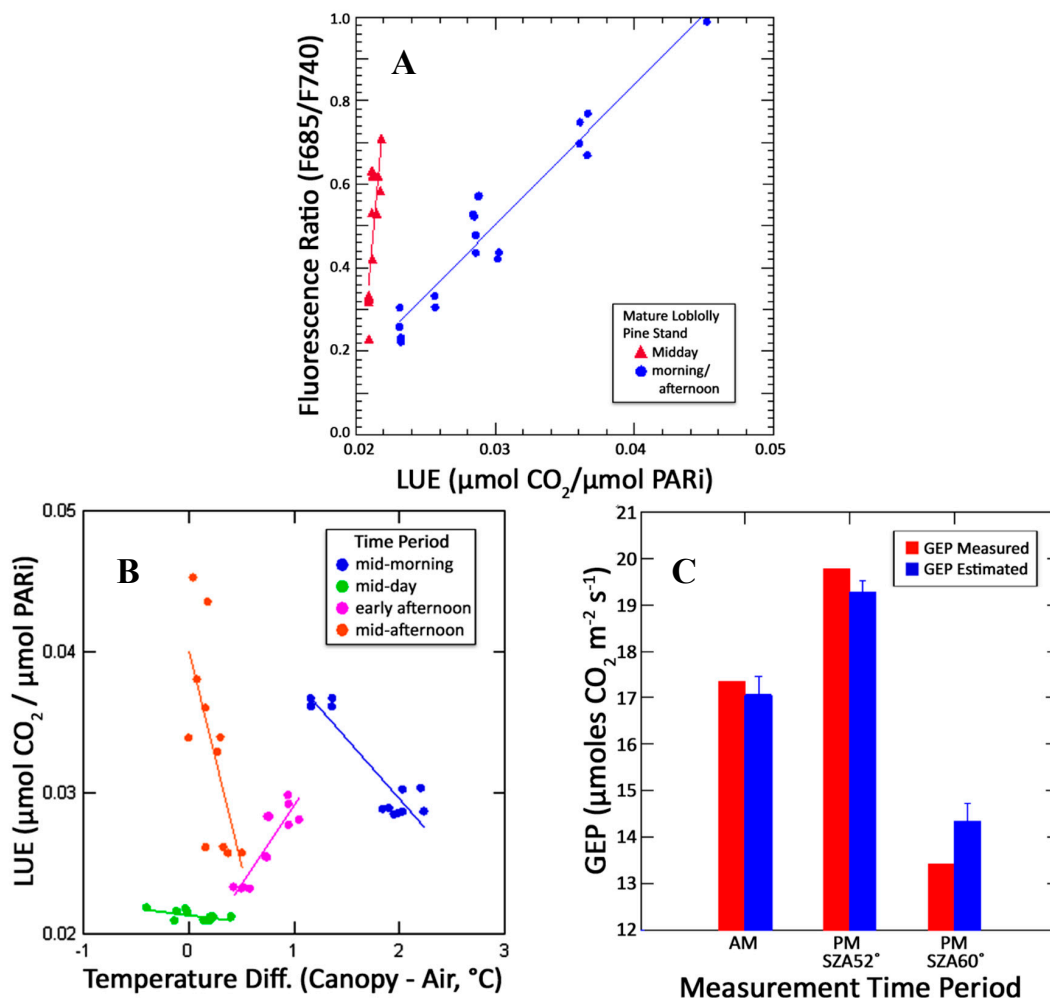 A
Fluorescence Ratio (F685/F740)
1.0
0.8
0.6
0.4
0.2
0.0
0.02
0.03
0.04
0.05
LUE (μmol CO₂/μmol PARi)
Mature Loblolly
Pine Stand
Midday
morning/
afternoon
B
LUE (μmol CO₂ / μmol PARi)
0.05
0.04
0.03
0.02
-1
0
1
2
3
Temperature Diff. (Canopy - Air, °C)
Time Period
mid-morning
mid-day
early afternoon
mid-afternoon
C
GEP (μmoles CO₂ m⁻² s⁻¹)
21
20
19
18
17
16
15
14
13
12
GEP Measured
GEP Estimated
AM
PM
SZA52°
PM
SZA60°
Measurement Time Period